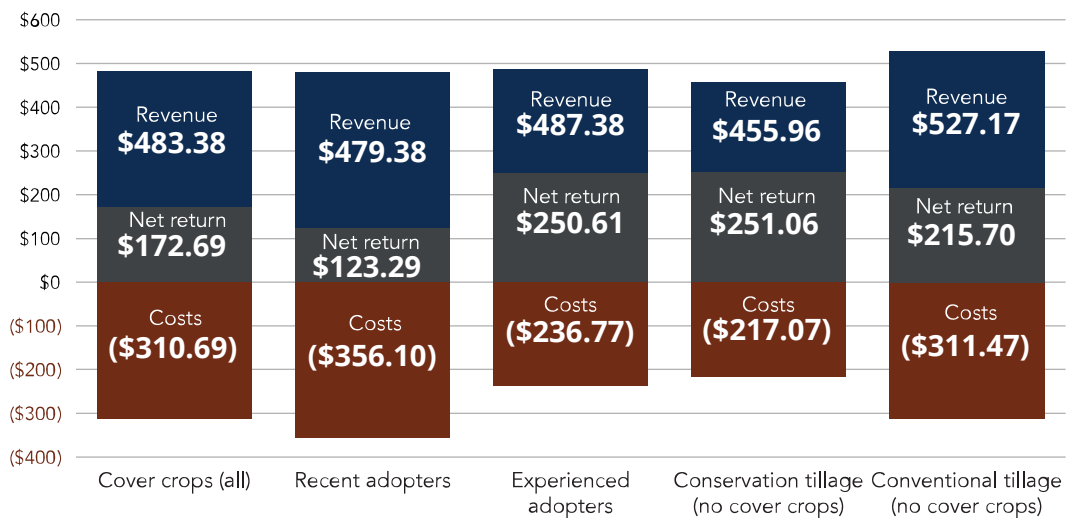 $600
$500
$400
$300
$200
$100
$0
($100)
($200)
($300)
($400)
Revenue
$483.38
Net return
$172.69
Costs
($310.69)
Cover crops (all)
Revenue
$479.38
Net return
$123.29
Costs
($356.10)
Recent adopters
Revenue
$487.38
Net return
$250.61
Costs
($236.77)
Experienced
adopters
Revenue
$455.96
Net return
$251.06
Costs
($217.07)
Conservation tillage
(no cover crops)
Revenue
$527.17
Net return
$215.70
Costs
($311.47)
Conventional tillage
(no cover crops)